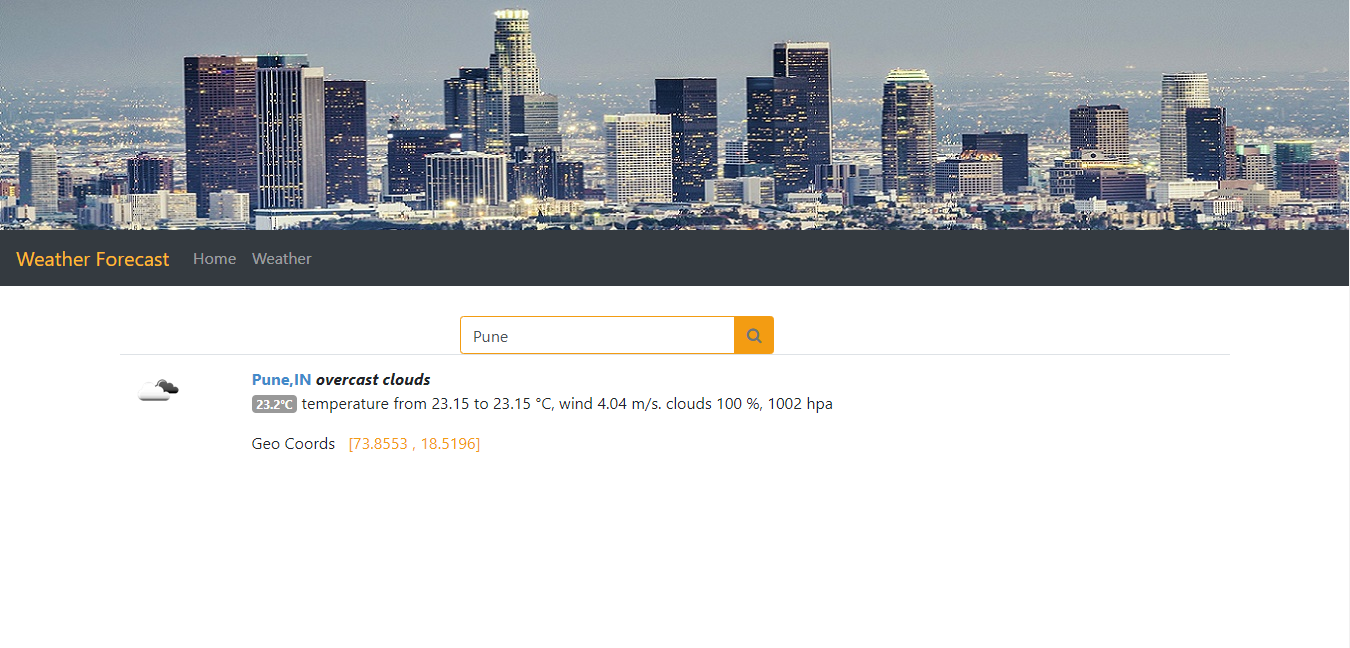 Weather Forecast Home Weather
Pune
Pune,IN overcast clouds
23.2°C temperature from 23.15 to 23.15 °C, wind 4.04 m/s. clouds 100 %, 1002 hpa
Geo Coords [73.8553 , 18.5196]